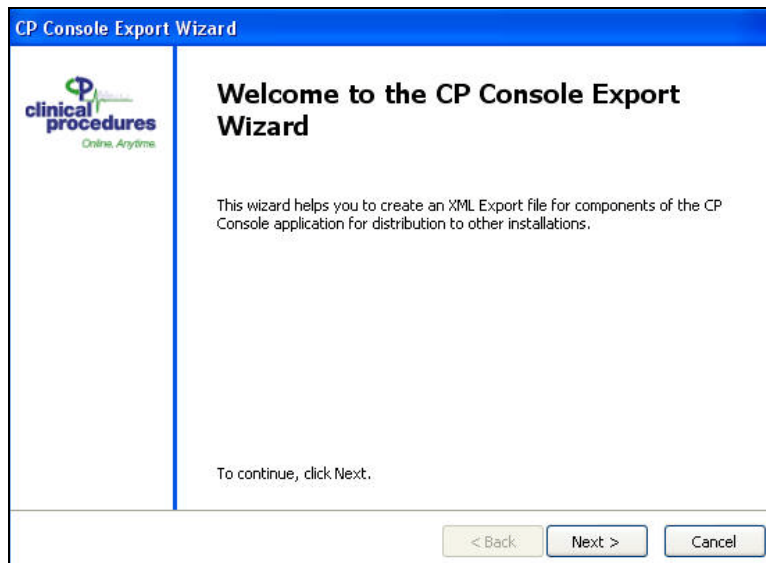 CP Console Export Wizard
CP
clinical
procedures
Online. Anytime.
Welcome to the CP Console Export
Wizard
This wizard helps you to create an XML Export file for components of the CP
Console application for distribution to other installations.
To continue, click Next.
< Back
Next >
Cancel